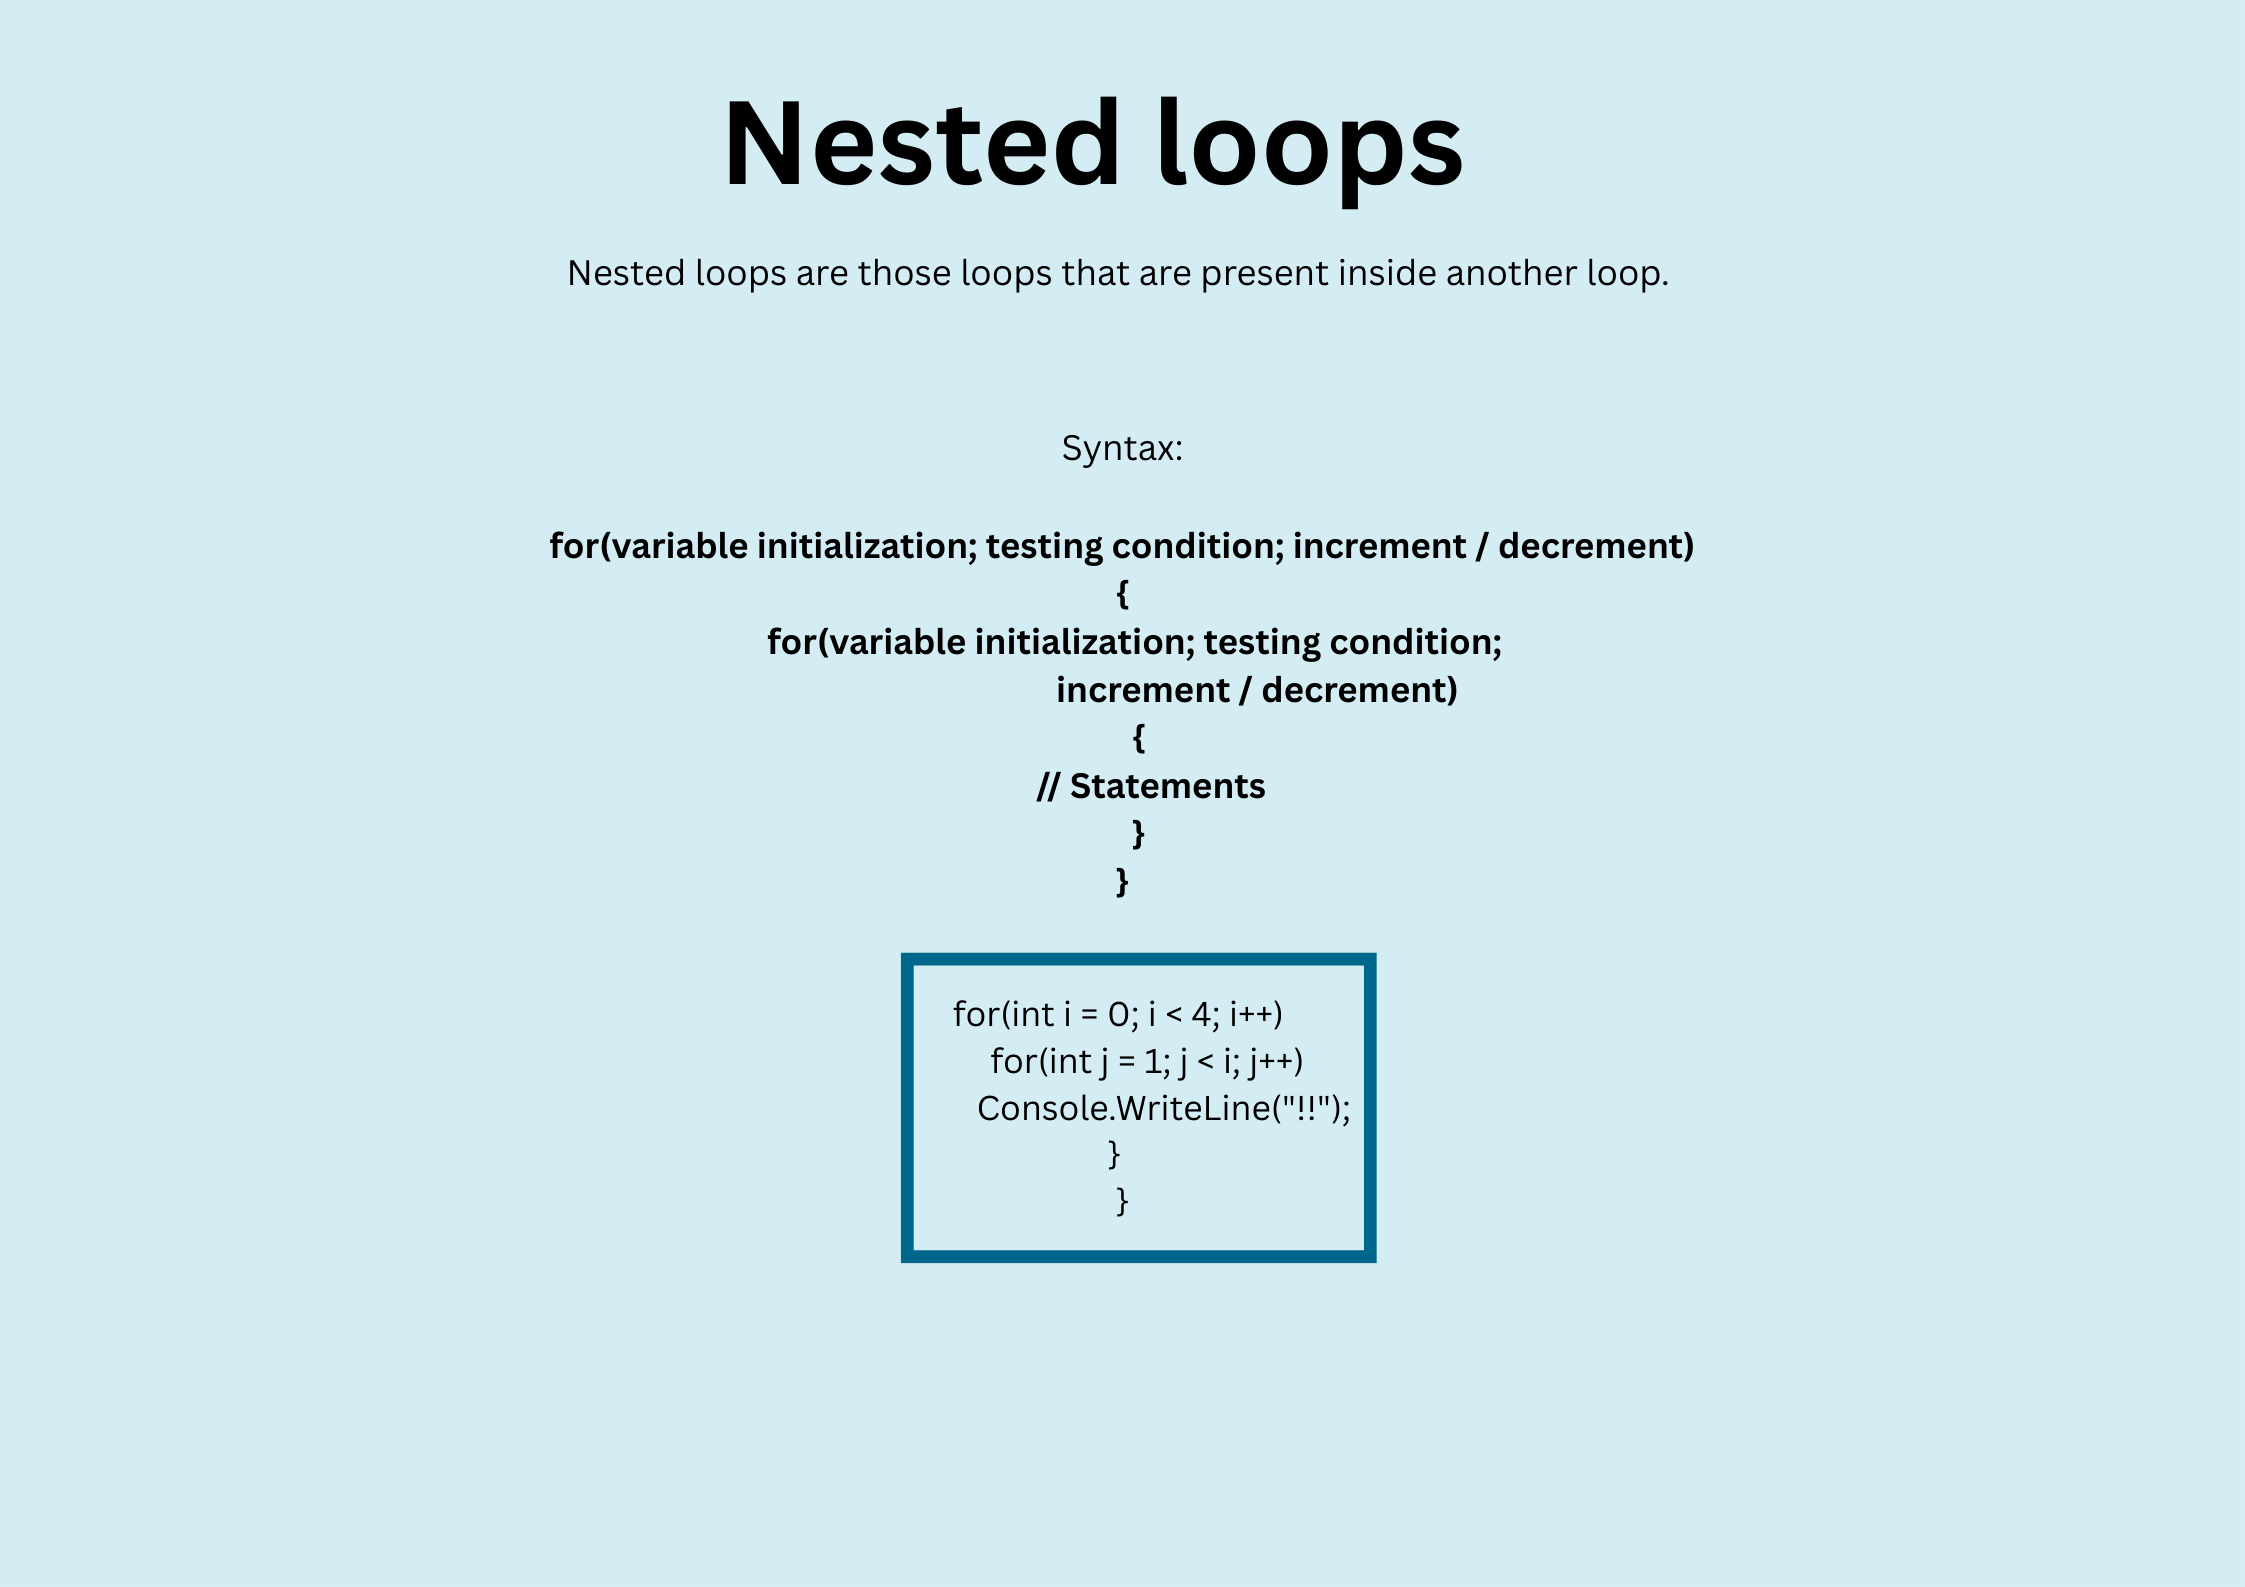 Nested loops
Nested loops are those loops that are present inside another loop.
Syntax:
for(variable initialization; testing condition; increment / decrement)
{
for(variable initialization; testing condition;
increment / decrement)
{
// Statements
}
}
for(int i = 0; i < 4; i++)
for(int j = 1; j < i; j++)
Console.WriteLine("!!");
}
}